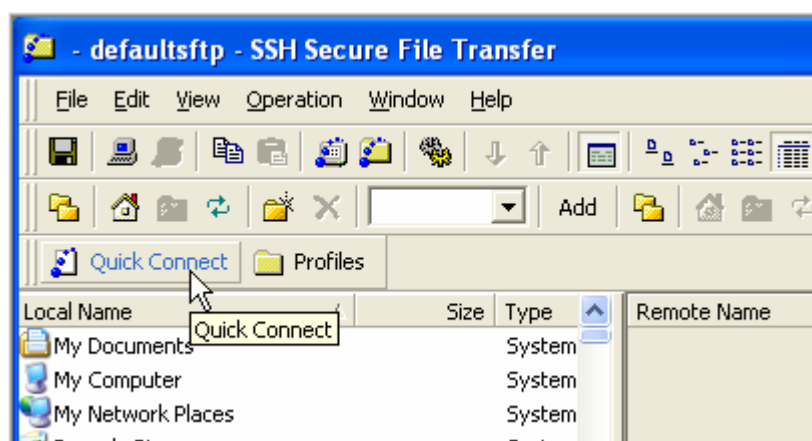 - defaultsftp - SSH Secure File Transfer
File Edit View Operation Window Help
Add
Quick Connect Profiles
Local Name Size Type Remote Name
Quick Connect
My Documents System
My Computer System
My Network Places System